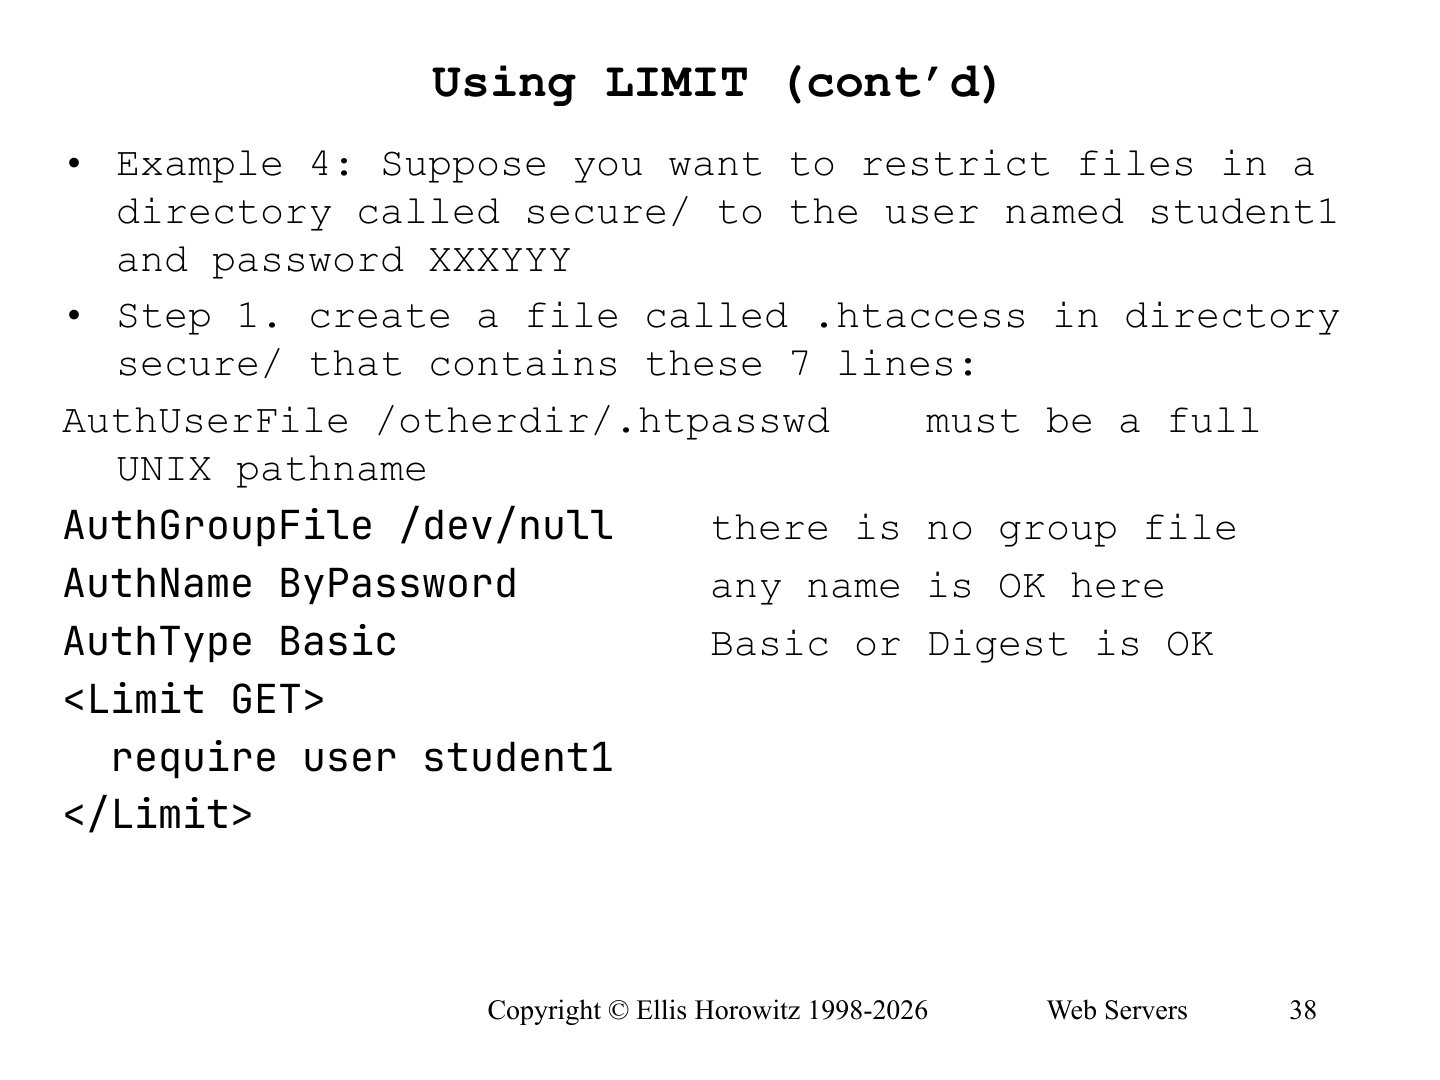 Using LIMIT (cont’d)
• Example 4: Suppose you want to restrict files in a
directory called secure/ to the user named student1
and password XXXYYY
• Step 1. create a file called .htaccess in directory
secure/ that contains these 7 lines:
AuthUserFile /otherdir/.htpasswd must be a full
UNIX pathname
AuthGroupFile /dev/null there is no group file
AuthName ByPassword any name is OK here
AuthType Basic Basic or Digest is OK
<Limit GET>
require user student1
</Limit>
Copyright © Ellis Horowitz 1998-2026 Web Servers 38